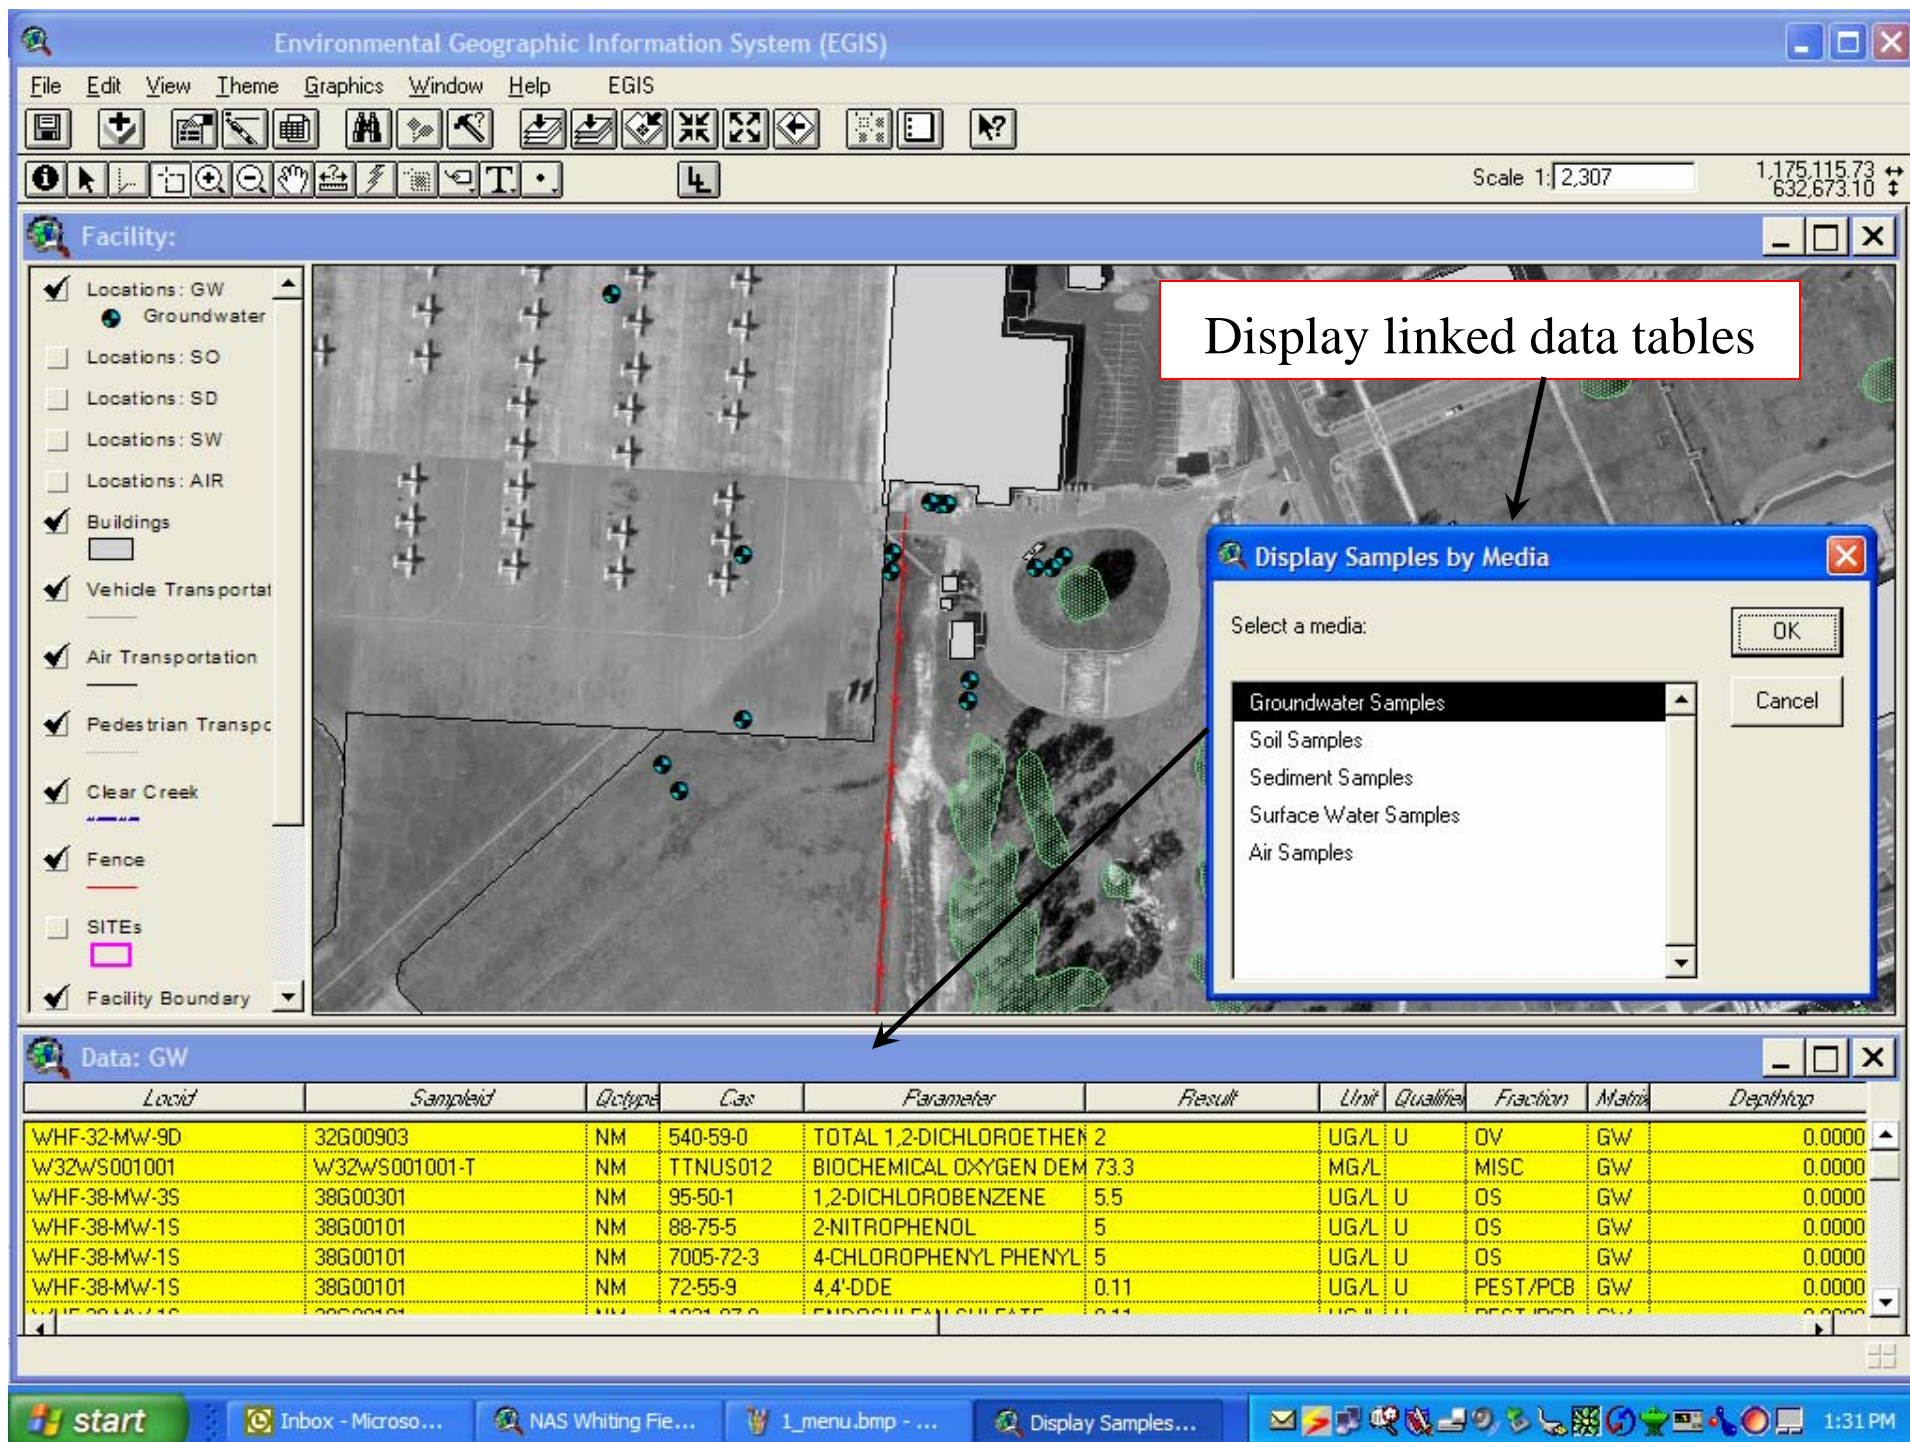 Environmental Geographic Information System (EGIS)
File Edit View Theme Graphics Window Help EGIS
Scale 1: 2,307
1,175,115.73
632,673.10
Facility:
Locations: GW
Groundwater
Locations: SO
Locations: SD
Locations: SW
Locations: AIR
Buildings
Vehicle Transportat
Air Transportation
Pedestrian Transpo
Clear Creek
Fence
SITEs
Facility Boundary
Display linked data tables
Display Samples by Media
Select a media:
OK
Cancel
Groundwater Samples
Soil Samples
Sediment Samples
Surface Water Samples
Air Samples
Data: GW
Locid Sampleid Qctype Cas Parameter Result Unit Qualifier Fraction Matrix Depthtop
WHF-32-MW-9D 32G00903 NM 540-59-0 TOTAL 1,2-DICHLOROETHEN 2 UG/L U OV GW 0.0000
W32WS001001 W32WS001001-T NM TTNUS012 BIOCHEMICAL OXYGEN DEM 73.3 MG/L MISC GW 0.0000
WHF-38-MW-3S 38G00301 NM 95-50-1 1,2-DICHLOROBENZENE 5.5 UG/L U OS GW 0.0000
WHF-38-MW-1S 38G00101 NM 88-75-5 2-NITROPHENOL 5 UG/L U OS GW 0.0000
WHF-38-MW-1S 38G00101 NM 7005-72-3 4-CHLOROPHENYL PHENYL 5 UG/L U OS GW 0.0000
WHF-38-MW-1S 38G00101 NM 72-55-9 4,4'-DDE 0.11 UG/L U PEST/PCB GW 0.0000
start Inbox - Microso... NAS Whiting Fie... 1_menu.bmp - ... Display Samples... 1:31 PM